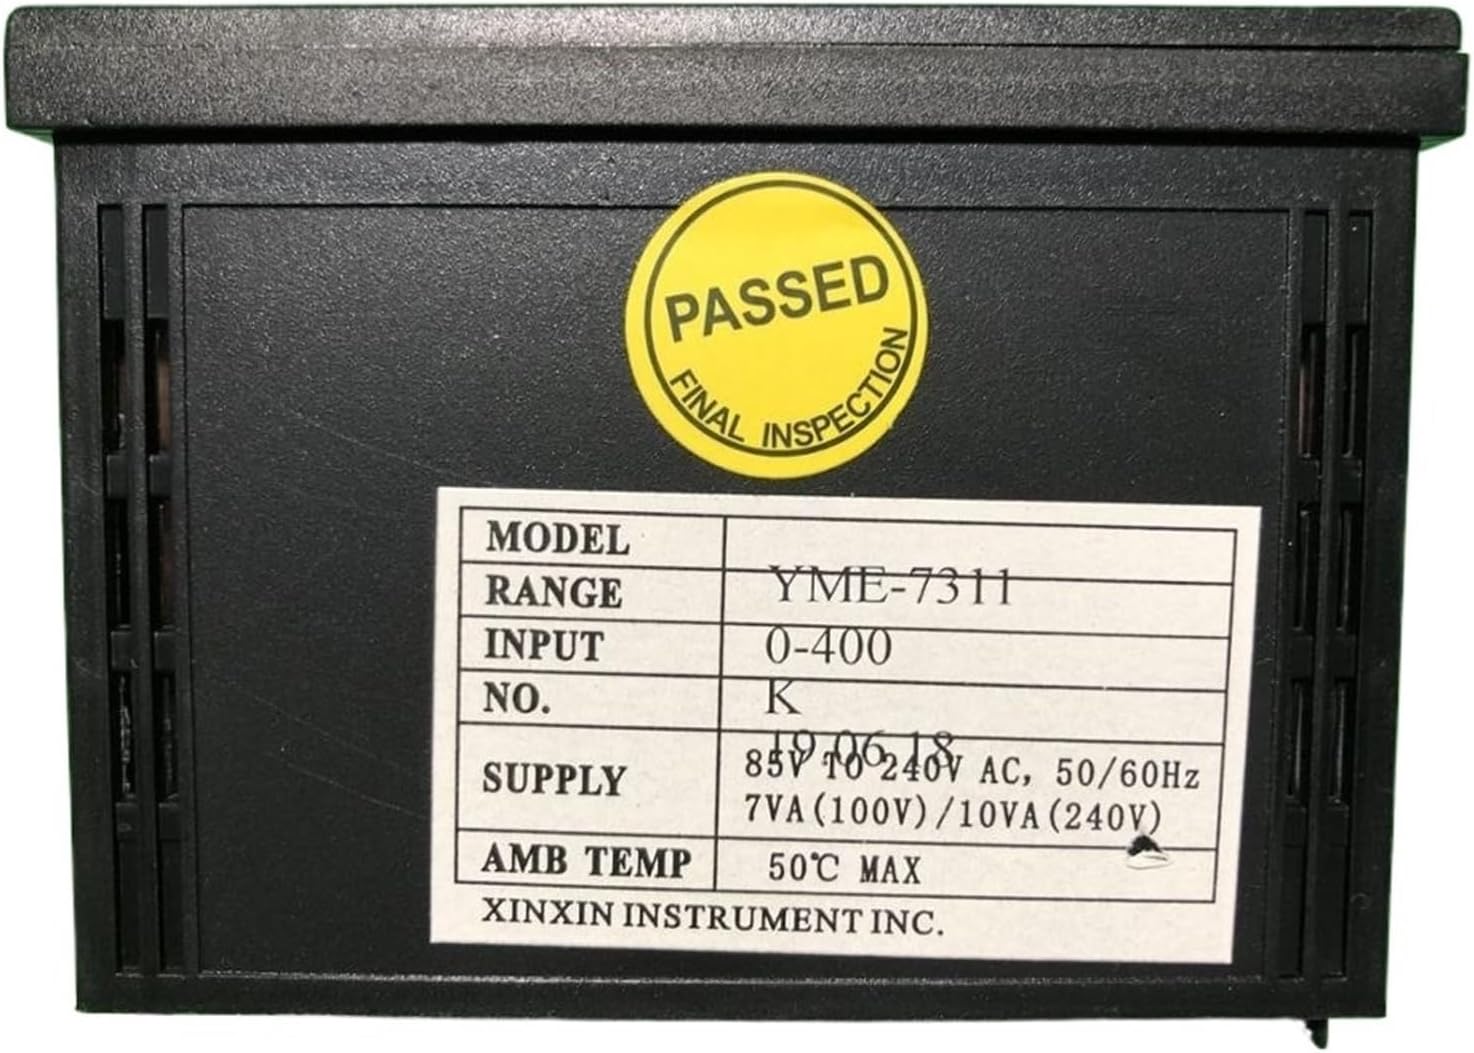 PASSED
FINAL INSPECTION
MODEL YME-7311
RANGE 0-400
INPUT K
NO. 19.06.18
SUPPLY 85V TO 240V AC, 50/60Hz
7VA(100V)/10VA(240V)
AMB TEMP 50℃ MAX
XINXIN INSTRUMENT INC.